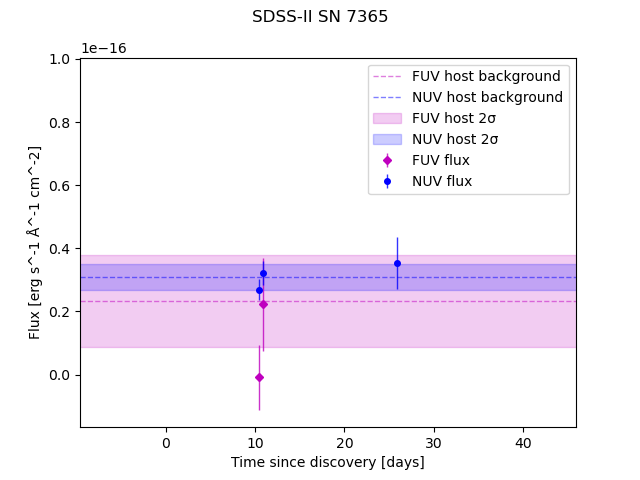 SDSS-II SN 7365
1e−16
1.0
0.8
0.6
0.4
0.2
0.0
Flux [erg s^-1 Å^-1 cm^-2]
FUV host background
NUV host background
FUV host 2σ
NUV host 2σ
FUV flux
NUV flux
0 10 20 30 40
Time since discovery [days]